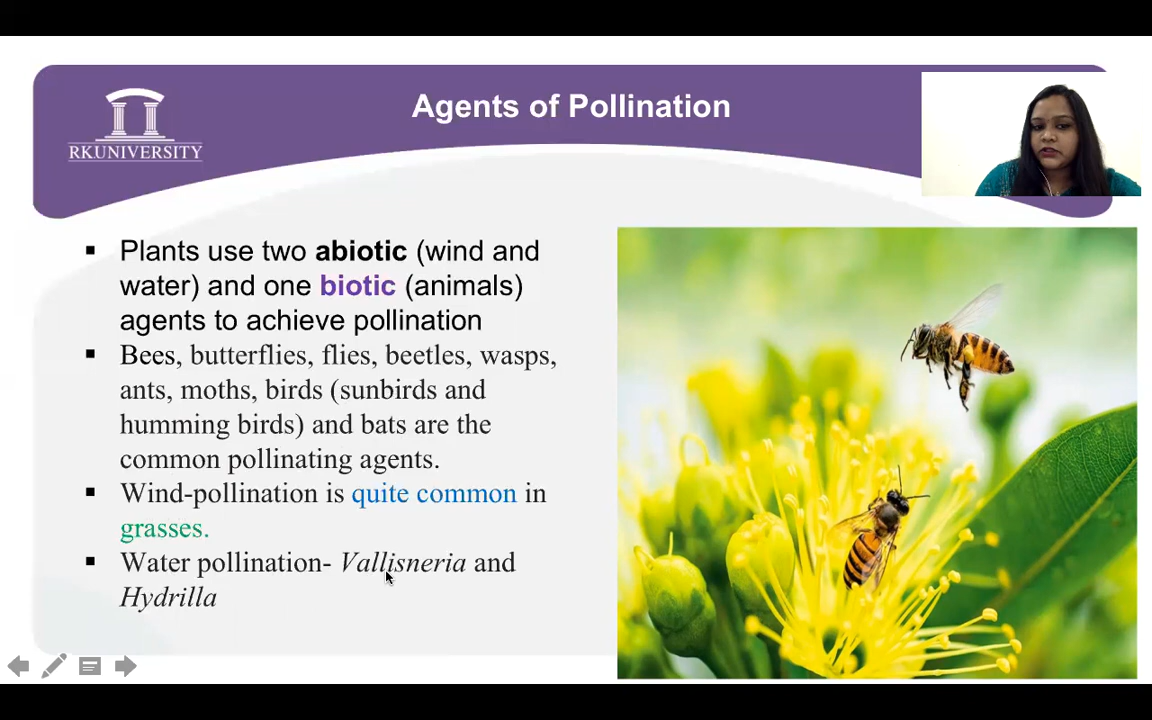 Agents of Pollination
RKUNIVERSITY
▪ Plants use two abiotic (wind and
water) and one biotic (animals)
agents to achieve pollination
▪ Bees, butterflies, flies, beetles, wasps,
ants, moths, birds (sunbirds and
humming birds) and bats are the
common pollinating agents.
▪ Wind-pollination is quite common in
grasses.
▪ Water pollination- Vallisneria and
Hydrilla